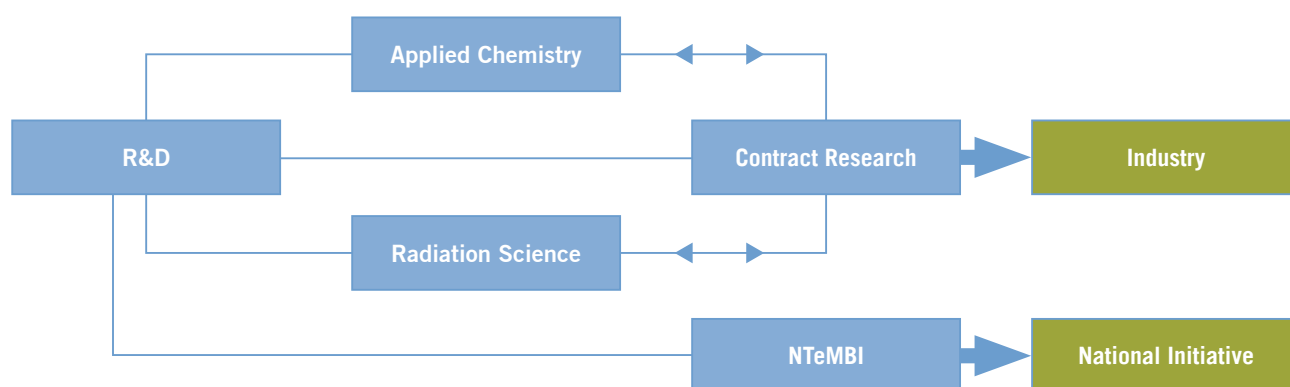 Applied Chemistry
R&D
Contract Research
Industry
Radiation Science
NTeMBI
National Initiative